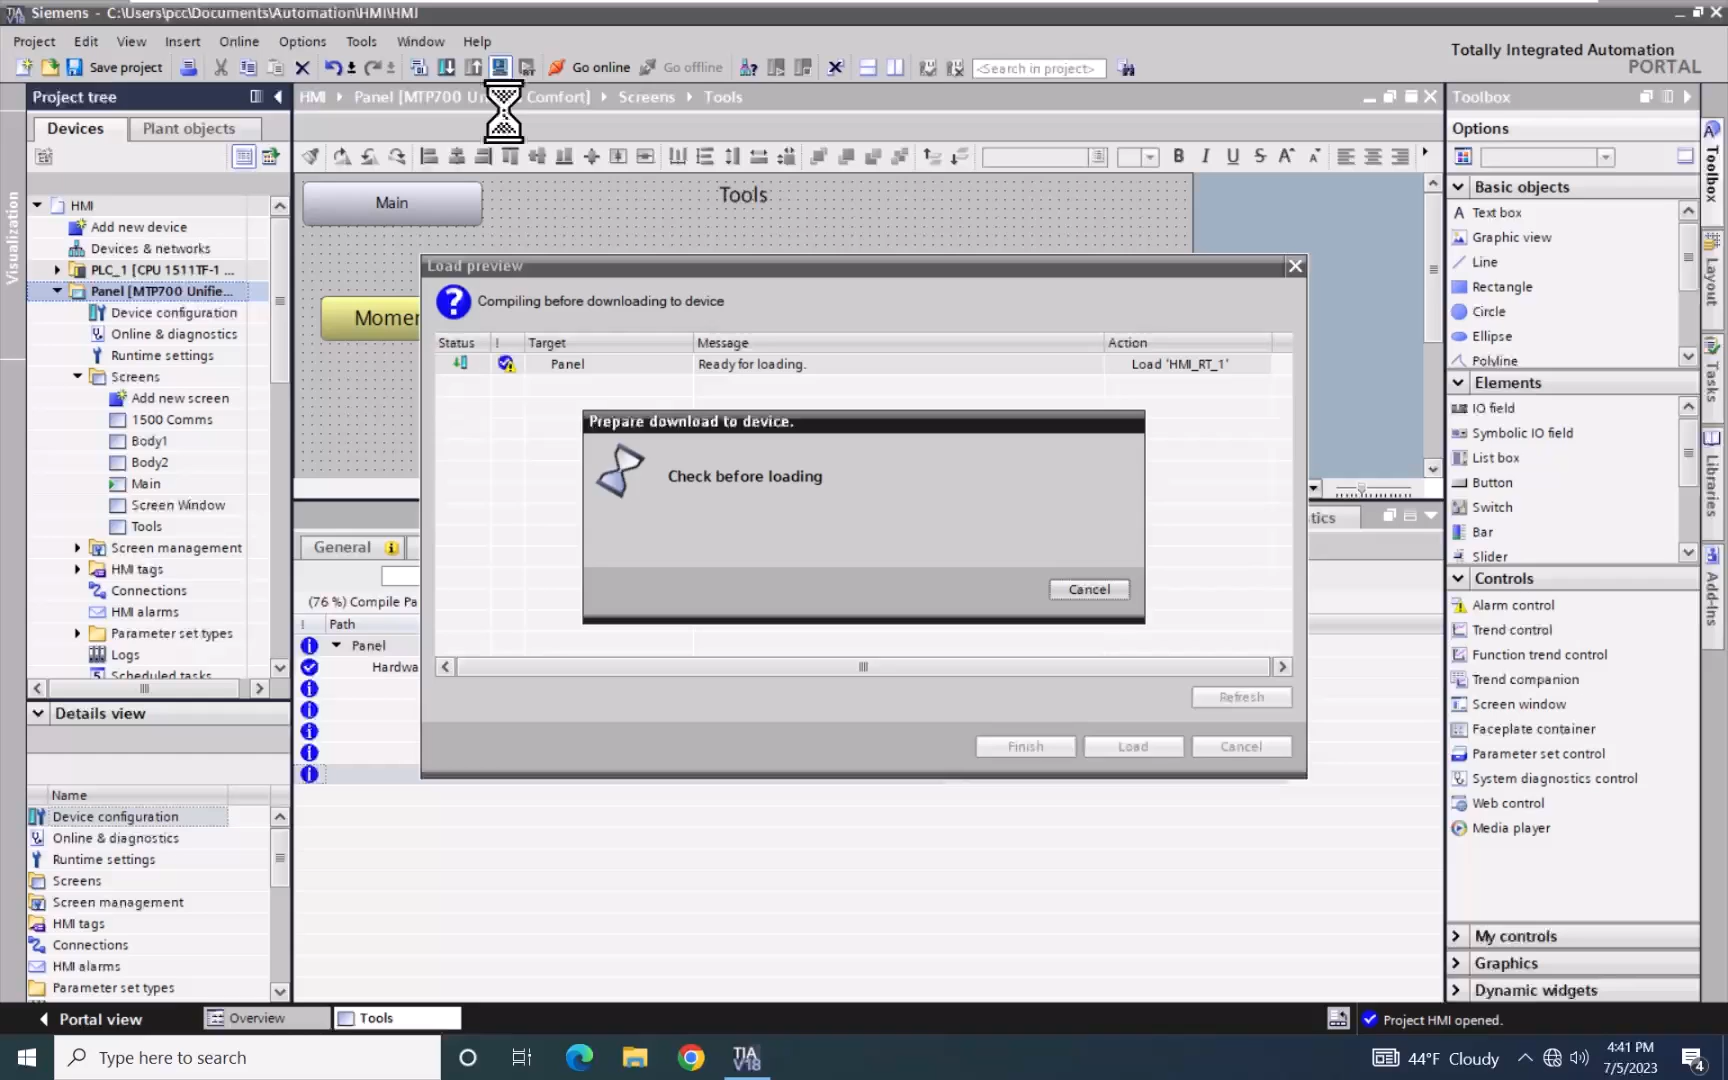 Siemens - C:\Users\pcc\Documents\Automation\HMI\HMI
Project Edit View Insert Online Options Tools Window Help
Totally Integrated Automation
PORTAL
Save project
Go online
Go offline
<Search in project>
Project tree
HMI
Screens
Tools
Toolbox
Devices
Plant objects
Options
Main
Tools
HMI
Add new device
Devices & networks
PLC_1 [CPU 1511TF-1 ...
Panel [MTP700 Unifie...
Device configuration
Online & diagnostics
Runtime settings
Screens
Add new screen
1500 Comms
Body1
Body2
Main
Screen Window
Tools
Screen management
HMI tags
Connections
HMI alarms
Parameter set types
Logs
Scheduled tasks
Visualization
Details view
Name
Device configuration
Online & diagnostics
Runtime settings
Screens
Screen management
HMI tags
Connections
HMI alarms
Parameter set types
Load preview
Compiling before downloading to device
Status ! Target Message Action
Panel Ready for loading. Load 'HMI_RT_1'
Prepare download to device.
Check before loading
Cancel
Refresh
Finish Load Cancel
General
(76 %) Compile Pa
! Path
Panel
Basic objects
Text box
Graphic view
Line
Rectangle
Circle
Ellipse
Polyline
Elements
IO field
Symbolic IO field
List box
Button
Switch
Bar
Slider
Controls
Alarm control
Trend control
Function trend control
Trend companion
Screen window
Faceplate container
Parameter set control
System diagnostics control
Web control
Media player
My controls
Graphics
Dynamic widgets
Toolbox
Layout
Tasks
Libraries
Add-Ins
Portal view
Overview
Tools
Project HMI opened.
Type here to search
TIA
V18
44°F Cloudy
4:41 PM
7/5/2023
4